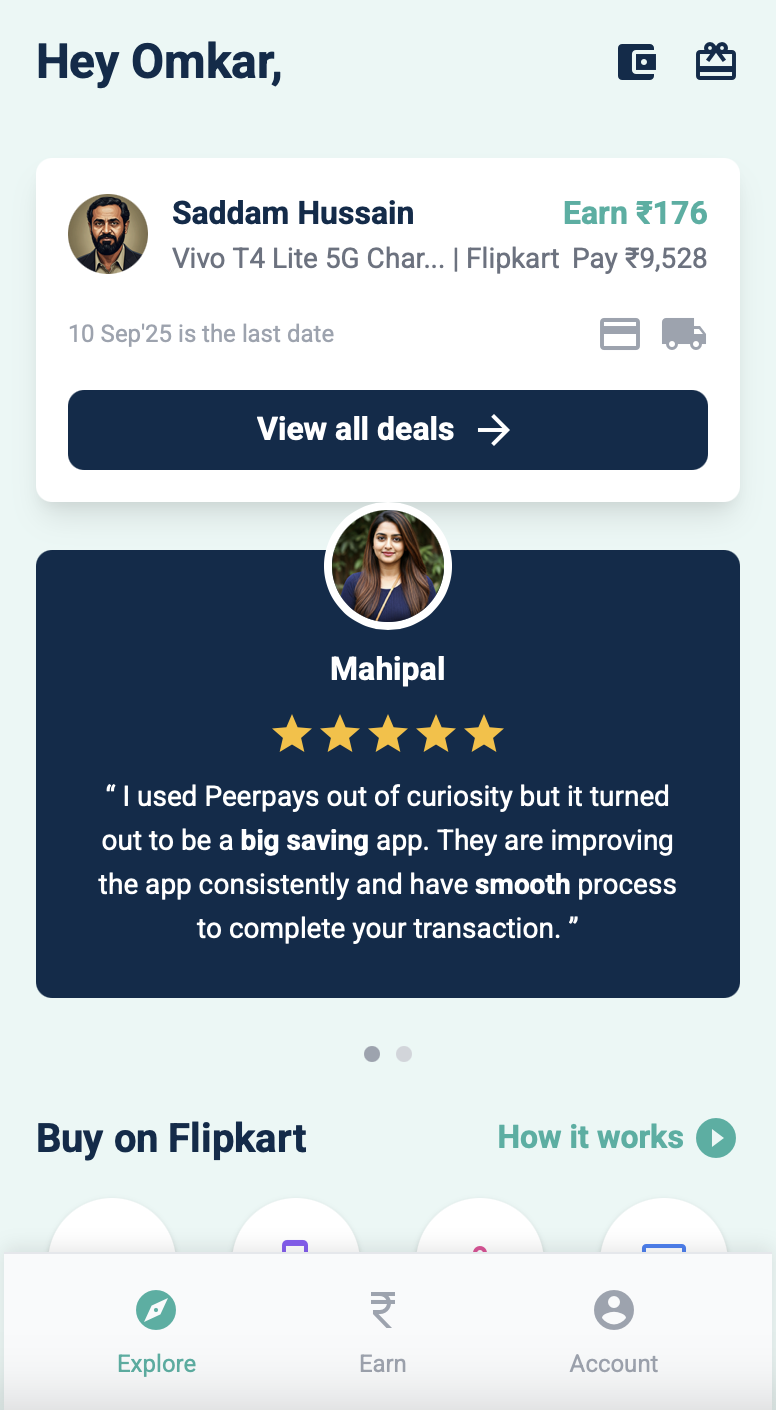 Hey Omkar,
Saddam Hussain
Earn ₹176
Vivo T4 Lite 5G Char... | Flipkart Pay ₹9,528
10 Sep'25 is the last date
View all deals
Mahipal
“ I used Peerpays out of curiosity but it turned
out to be a big saving app. They are improving
the app consistently and have smooth process
to complete your transaction. ”
Buy on Flipkart
How it works
Explore
Earn
Account